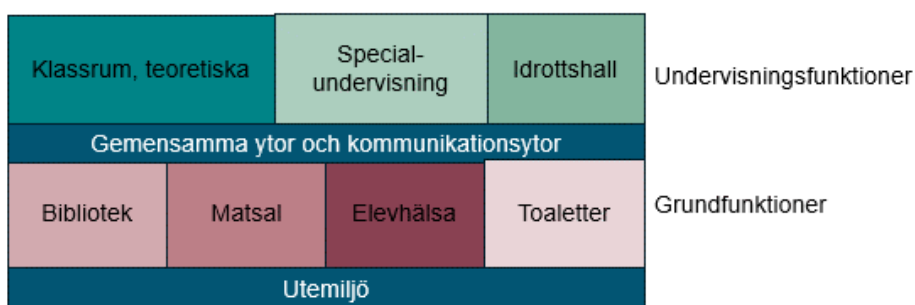 Klassrum, teoretiska
Special-
undervisning
Idrottshall
Undervisningsfunktioner
Gemensamma ytor och kommunikationsytor
Bibliotek
Matsal
Elevhälsa
Toaletter
Grundfunktioner
Utemiljö